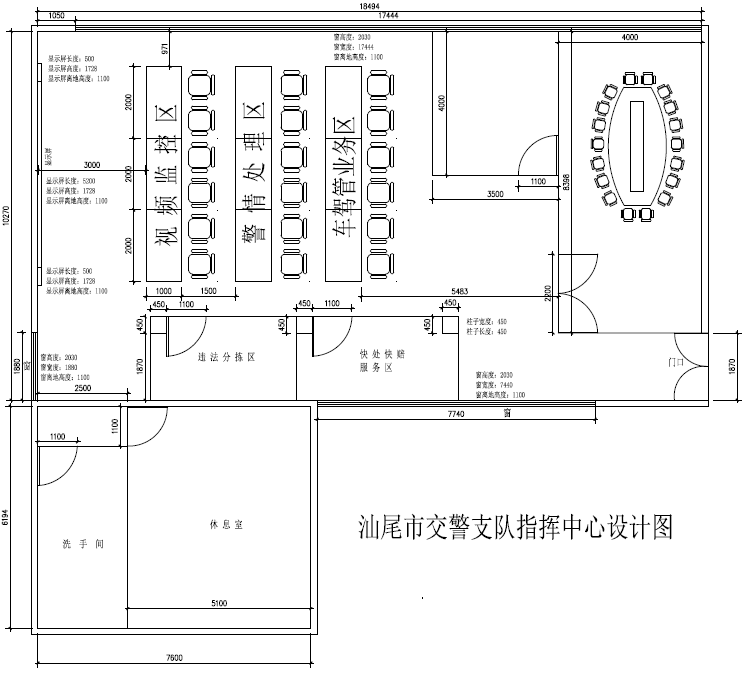 18494
1050
17444
显示屏长度: 500
显示屏高度: 1728
显示屏离地高度: 1100
971
窗高度: 2030
窗宽度: 17444
窗离地高度: 1100
4000
2000
2000
2000
4000
显示屏
3000
显示屏长度: 5200
显示屏高度: 1728
显示屏离地高度: 1100
视频监控区
警情处理区
车驾管业务区
1100
3500
8398
10270
显示屏长度: 500
显示屏高度: 1728
显示屏离地高度: 1100
1000
1500
5483
2200
450
1100
450
1100
450
450
450
450
柱子宽度: 450
柱子长度: 450
1880
窗
窗高度: 2030
窗宽度: 1880
窗离地高度: 1100
2500
1870
违法分拣区
快处快赔
服务区
窗高度: 2030
窗宽度: 7440
窗离地高度: 1100
门口
1870
7740
窗
1100
1100
6194
洗手间
休息室
汕尾市交警支队指挥中心设计图
5100
7600